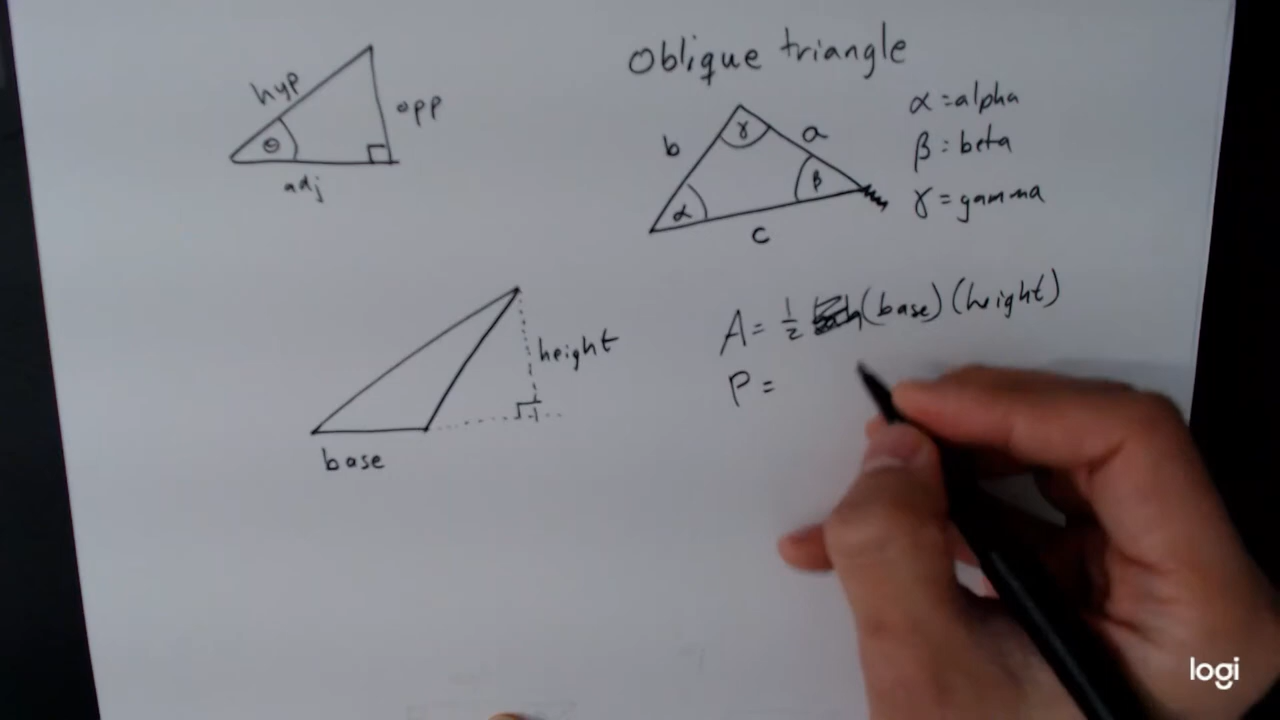 hyp
opp
θ
adj
Oblique triangle
b
γ
a
α
β
c
α = alpha
β = beta
γ = gamma
height
base
A = 1/2 (base)(height)
P =
logi